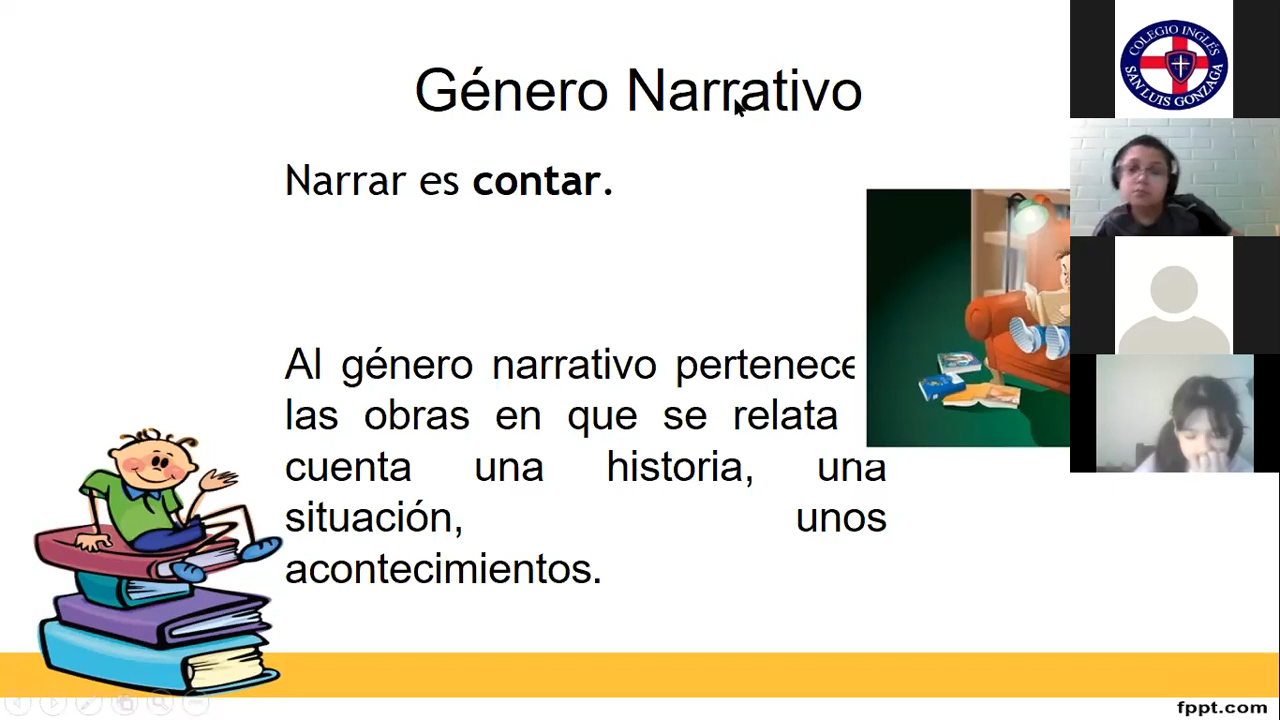 Género Narrativo
Narrar es contar.
Al género narrativo pertenece
las obras en que se relata
cuenta una historia, una
situación, unos
acontecimientos.
COLEGIO INGLÉS
SAN LUIS GONZAGA
fppt.com